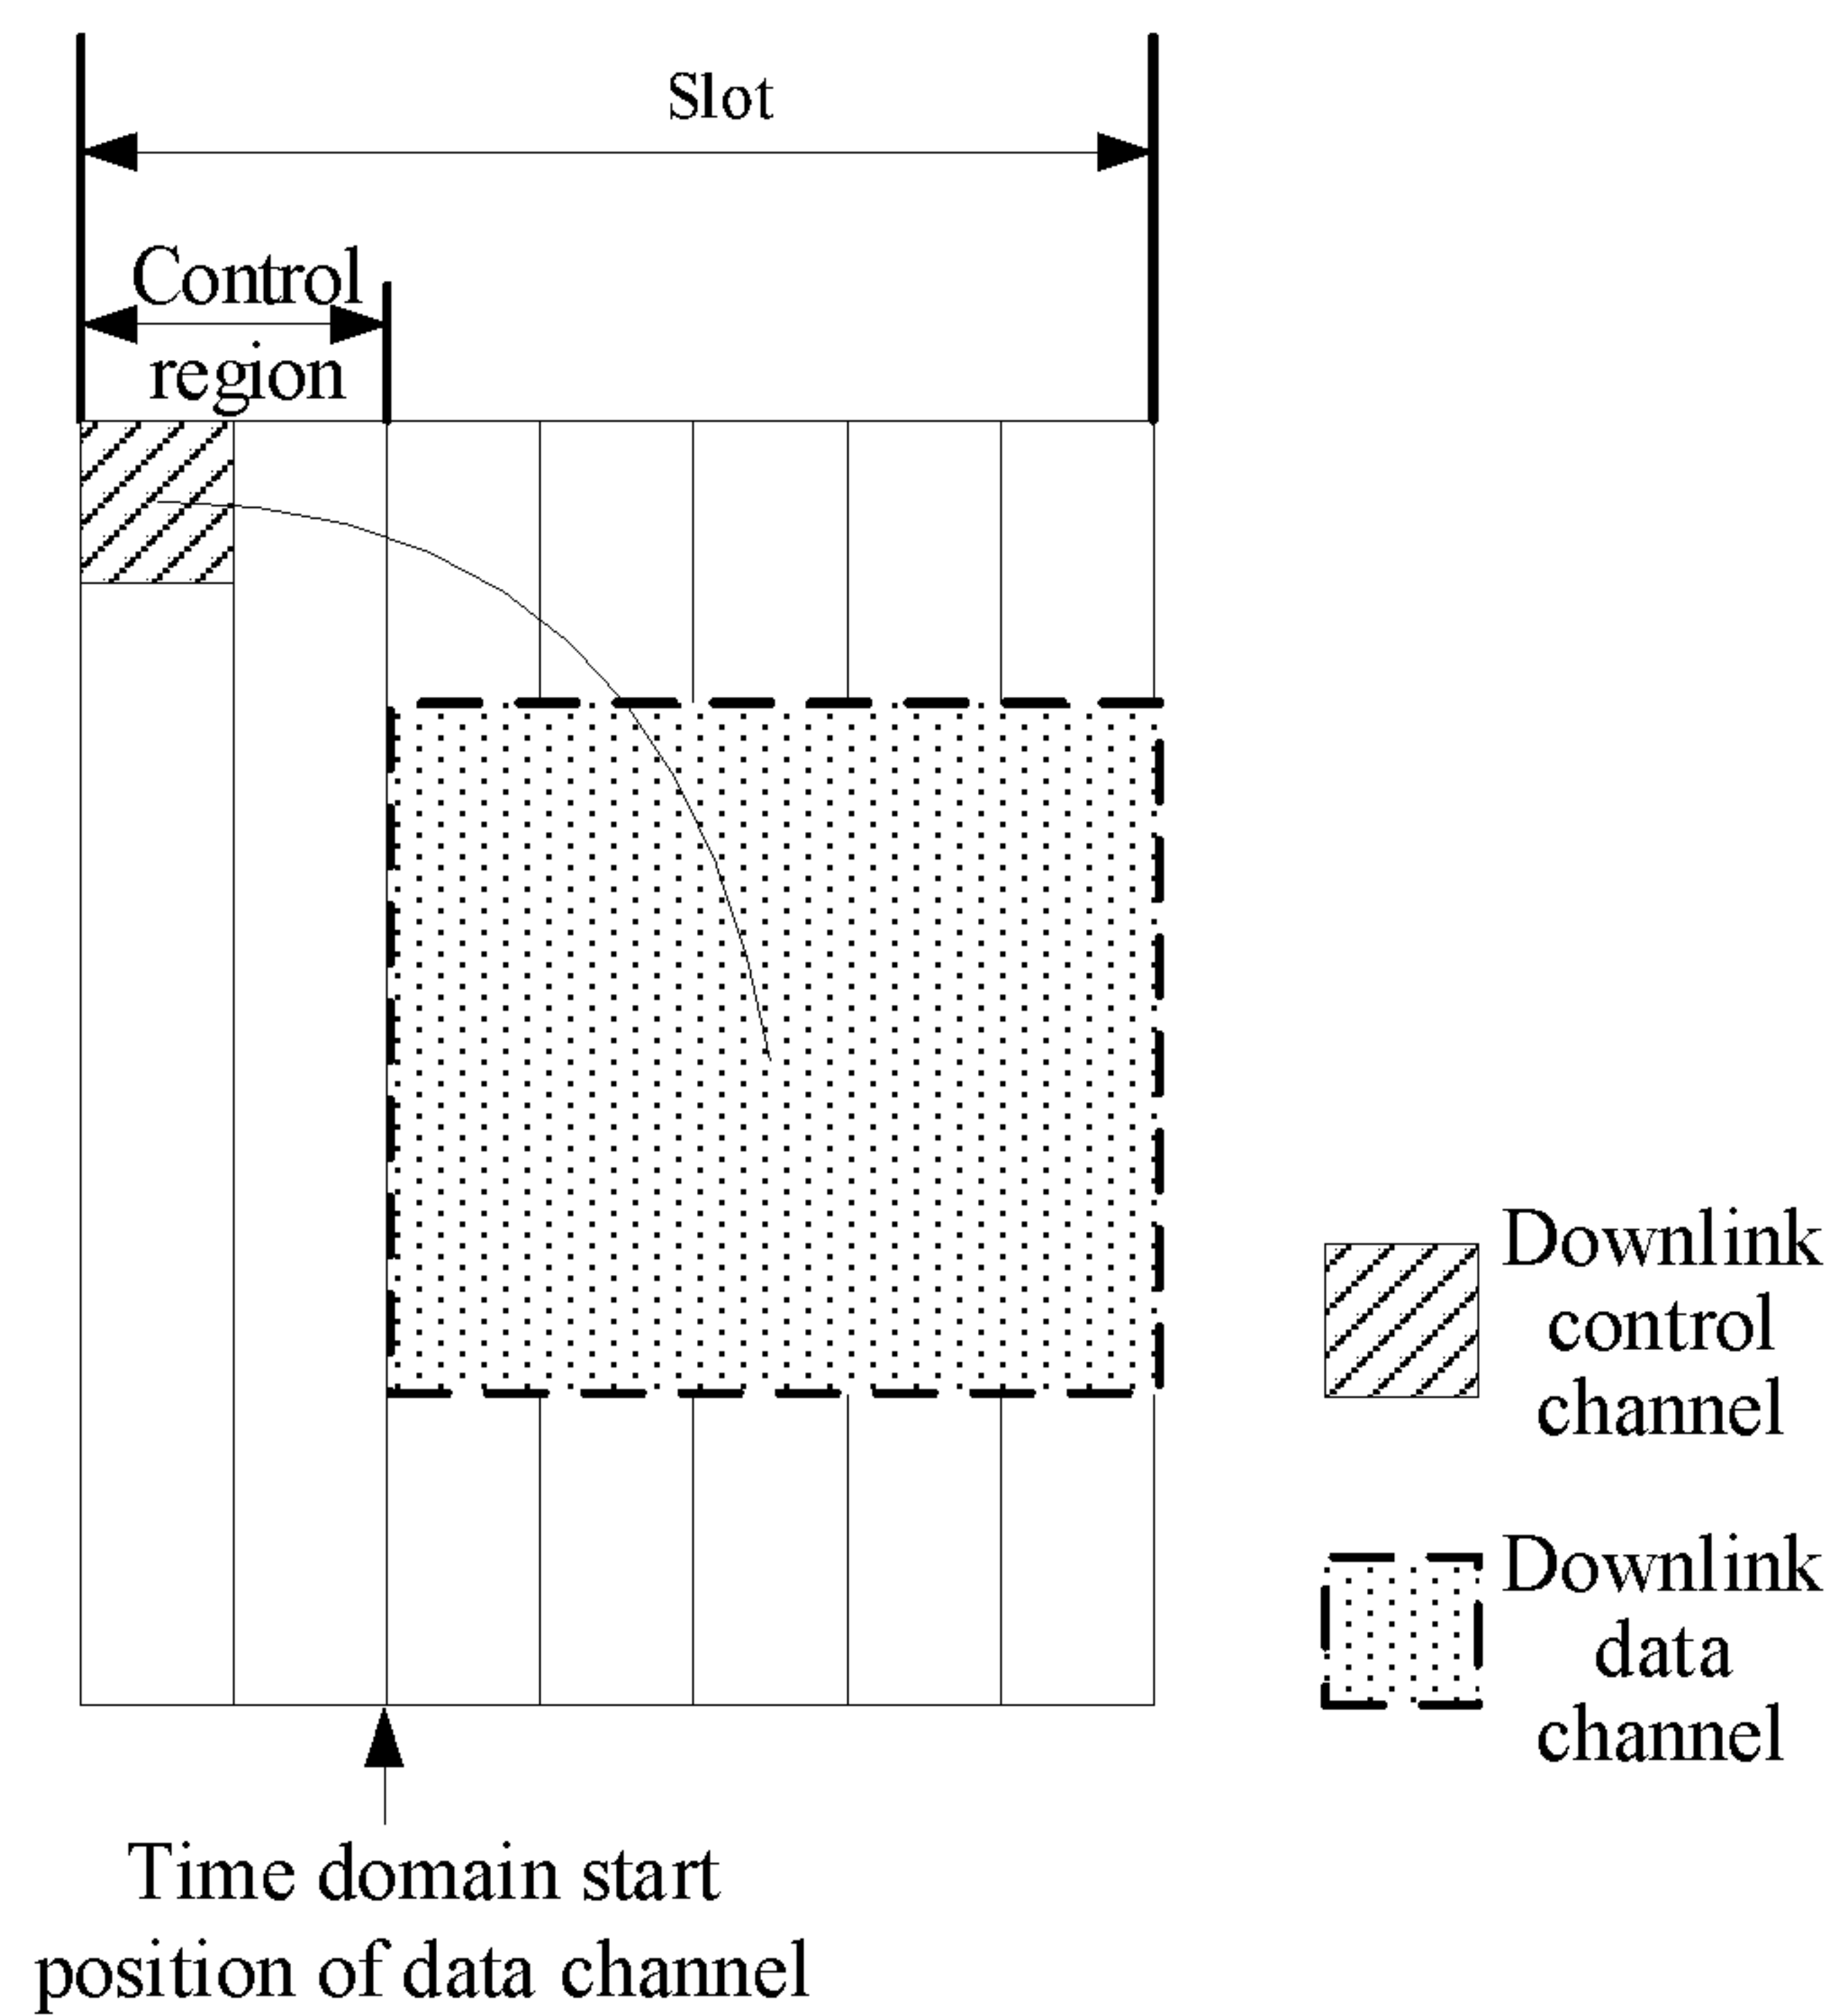 Slot
Control
region
Downlink
control
channel
Downlink
data
channel
Time domain start
position of data channel